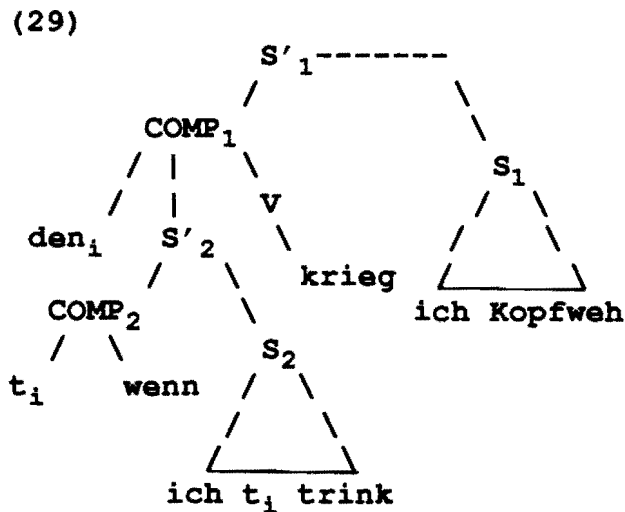 (29)
S′₁
COMP₁
S₁
V
denᵢ S′₂
krieg
COMP₂ ich Kopfweh
S₂
tᵢ wenn
ich tᵢ trink